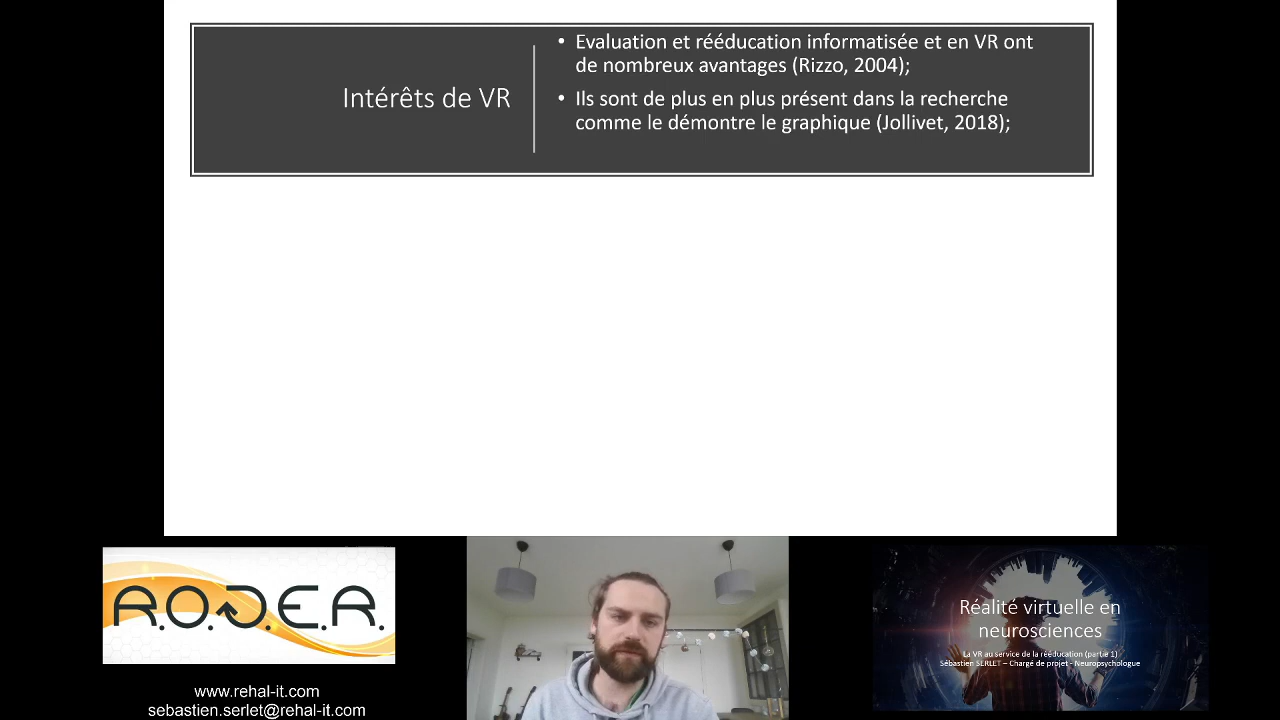 Intérêts de VR
• Evaluation et rééducation informatisée et en VR ont
de nombreux avantages (Rizzo, 2004);
• Ils sont de plus en plus présent dans la recherche
comme le démontre le graphique (Jollivet, 2018);
R.O.G.E.R.
www.rehal-it.com
sebastien.serlet@rehal-it.com
Réalité virtuelle en
neurosciences
La VR au service de la rééducation (partie 1)
Sébastien SERLET – Chargé de projet - Neuropsychologue